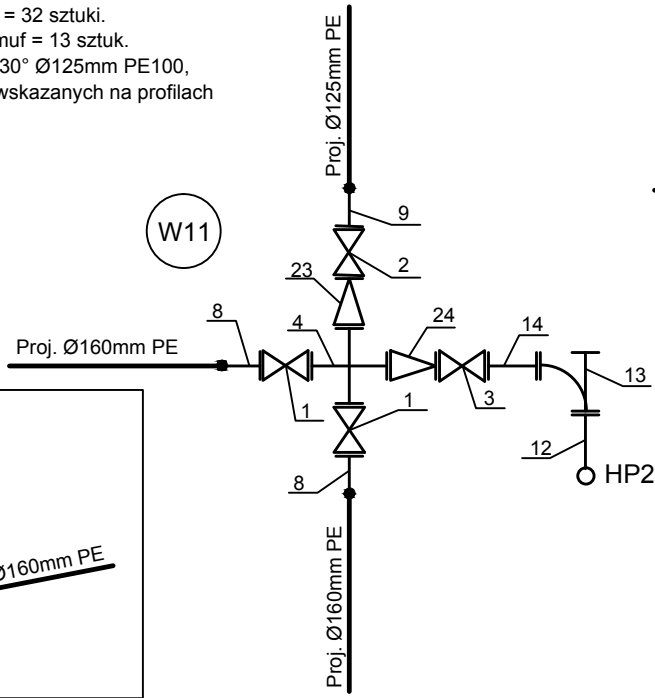 = 32 sztuki.
muf = 13 sztuk.
30° Ø125mm PE100,
wskazanych na profilach
Proj. Ø125mm PE
W11
9
2
23
8
4
24
14
Proj. Ø160mm PE
13
1
1
3
12
8
HP2
Ø160mm PE
Proj. Ø160mm PE